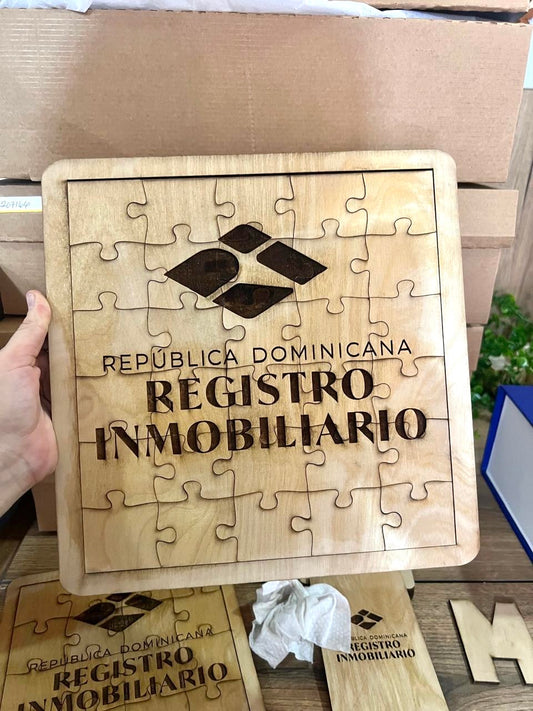 REPÚBLICA DOMINICANA
REGISTRO
INMOBILIARIO
REPÚBLICA DOMINICANA
REGISTRO
INMOBILIARIO
REPÚBLICA DOMINICANA
REGISTRO
INMOBILIARIO
M